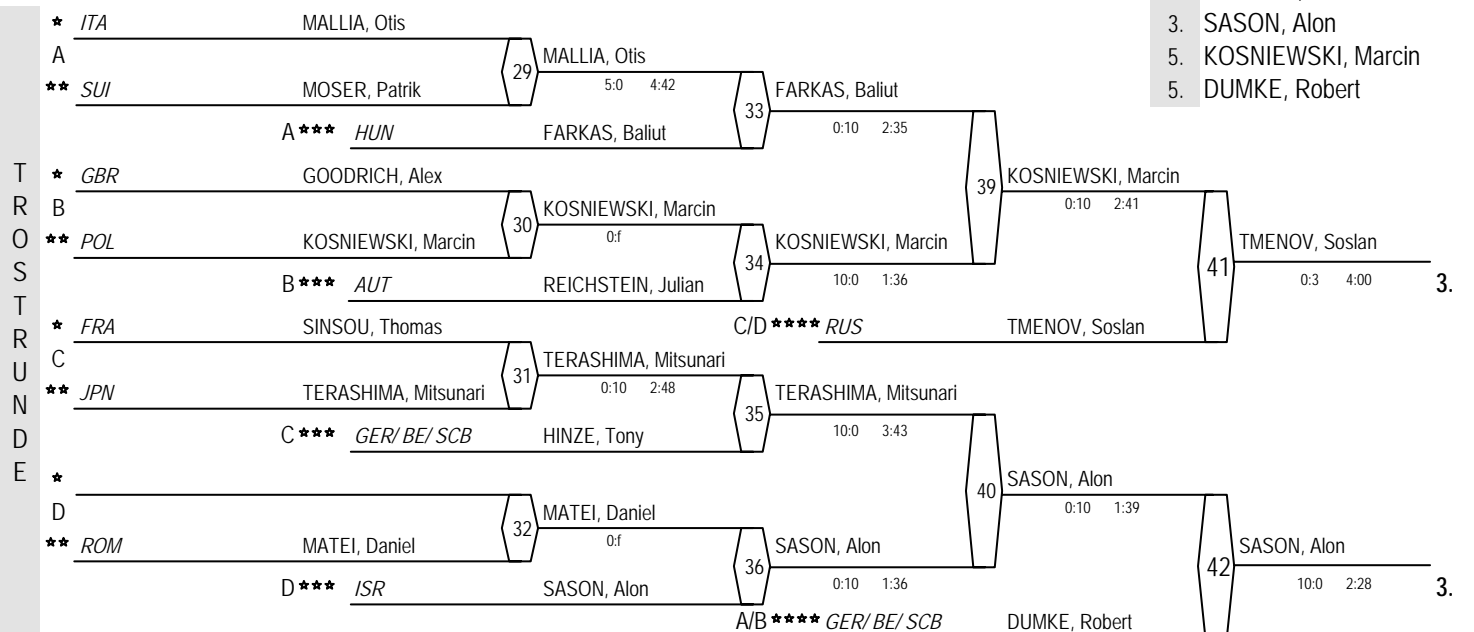 3. SASON, Alon
5. KOSNIEWSKI, Marcin
5. DUMKE, Robert
TROSTRUNDE
* ITA MALLIA, Otis
A
** SUI MOSER, Patrik
29
MALLIA, Otis
5:0 4:42
A *** HUN FARKAS, Baliut
33
FARKAS, Baliut
0:10 2:35
* GBR GOODRICH, Alex
B
** POL KOSNIEWSKI, Marcin
30
KOSNIEWSKI, Marcin
0:f
B *** AUT REICHSTEIN, Julian
34
KOSNIEWSKI, Marcin
10:0 1:36
39
KOSNIEWSKI, Marcin
0:10 2:41
C/D **** RUS TMENOV, Soslan
41
TMENOV, Soslan
0:3 4:00
3.
* FRA SINSOU, Thomas
C
** JPN TERASHIMA, Mitsunari
31
TERASHIMA, Mitsunari
0:10 2:48
C *** GER/ BE/ SCB HINZE, Tony
35
TERASHIMA, Mitsunari
10:0 3:43
*
D
** ROM MATEI, Daniel
32
MATEI, Daniel
0:f
D *** ISR SASON, Alon
36
SASON, Alon
0:10 1:36
40
SASON, Alon
0:10 1:39
A/B **** GER/ BE/ SCB DUMKE, Robert
42
SASON, Alon
10:0 2:28
3.